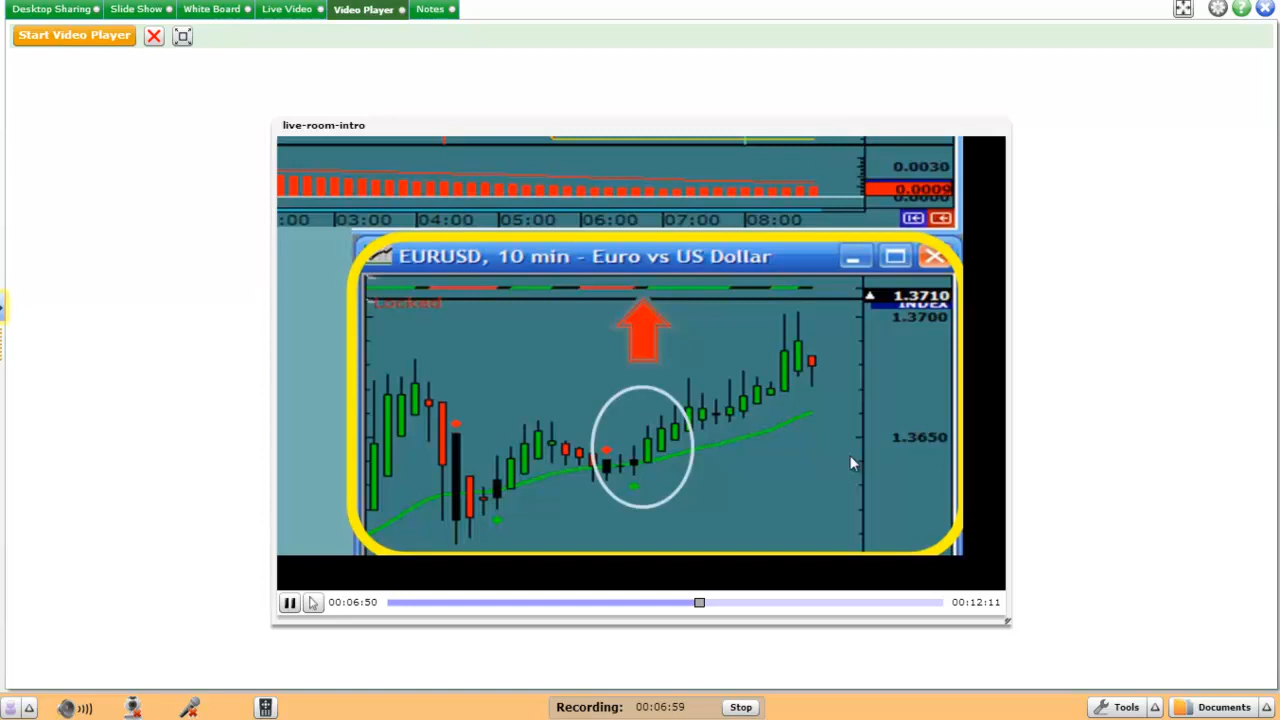 Desktop Sharing Slide Show White Board Live Video Video Player Notes
Start Video Player
live-room-intro
0.0030
0.0009
0.0000
:00 03:00 04:00 05:00 06:00 07:00 08:00
EURUSD, 10 min - Euro vs US Dollar
1.3710
INDEX
1.3700
1.3650
00:06:50 00:12:11
Recording: 00:06:59 Stop Tools Documents